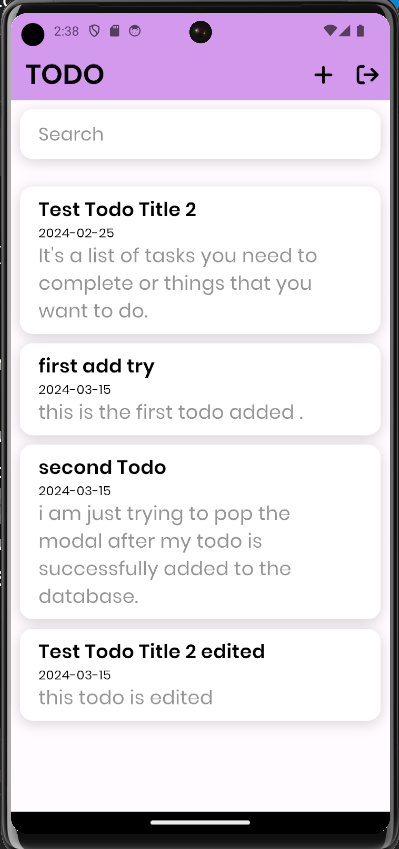 2:38
TODO
Search
Test Todo Title 2
2024-02-25
It's a list of tasks you need to
complete or things that you
want to do.
first add try
2024-03-15
this is the first todo added .
second Todo
2024-03-15
i am just trying to pop the
modal after my todo is
successfully added to the
database.
Test Todo Title 2 edited
2024-03-15
this todo is edited